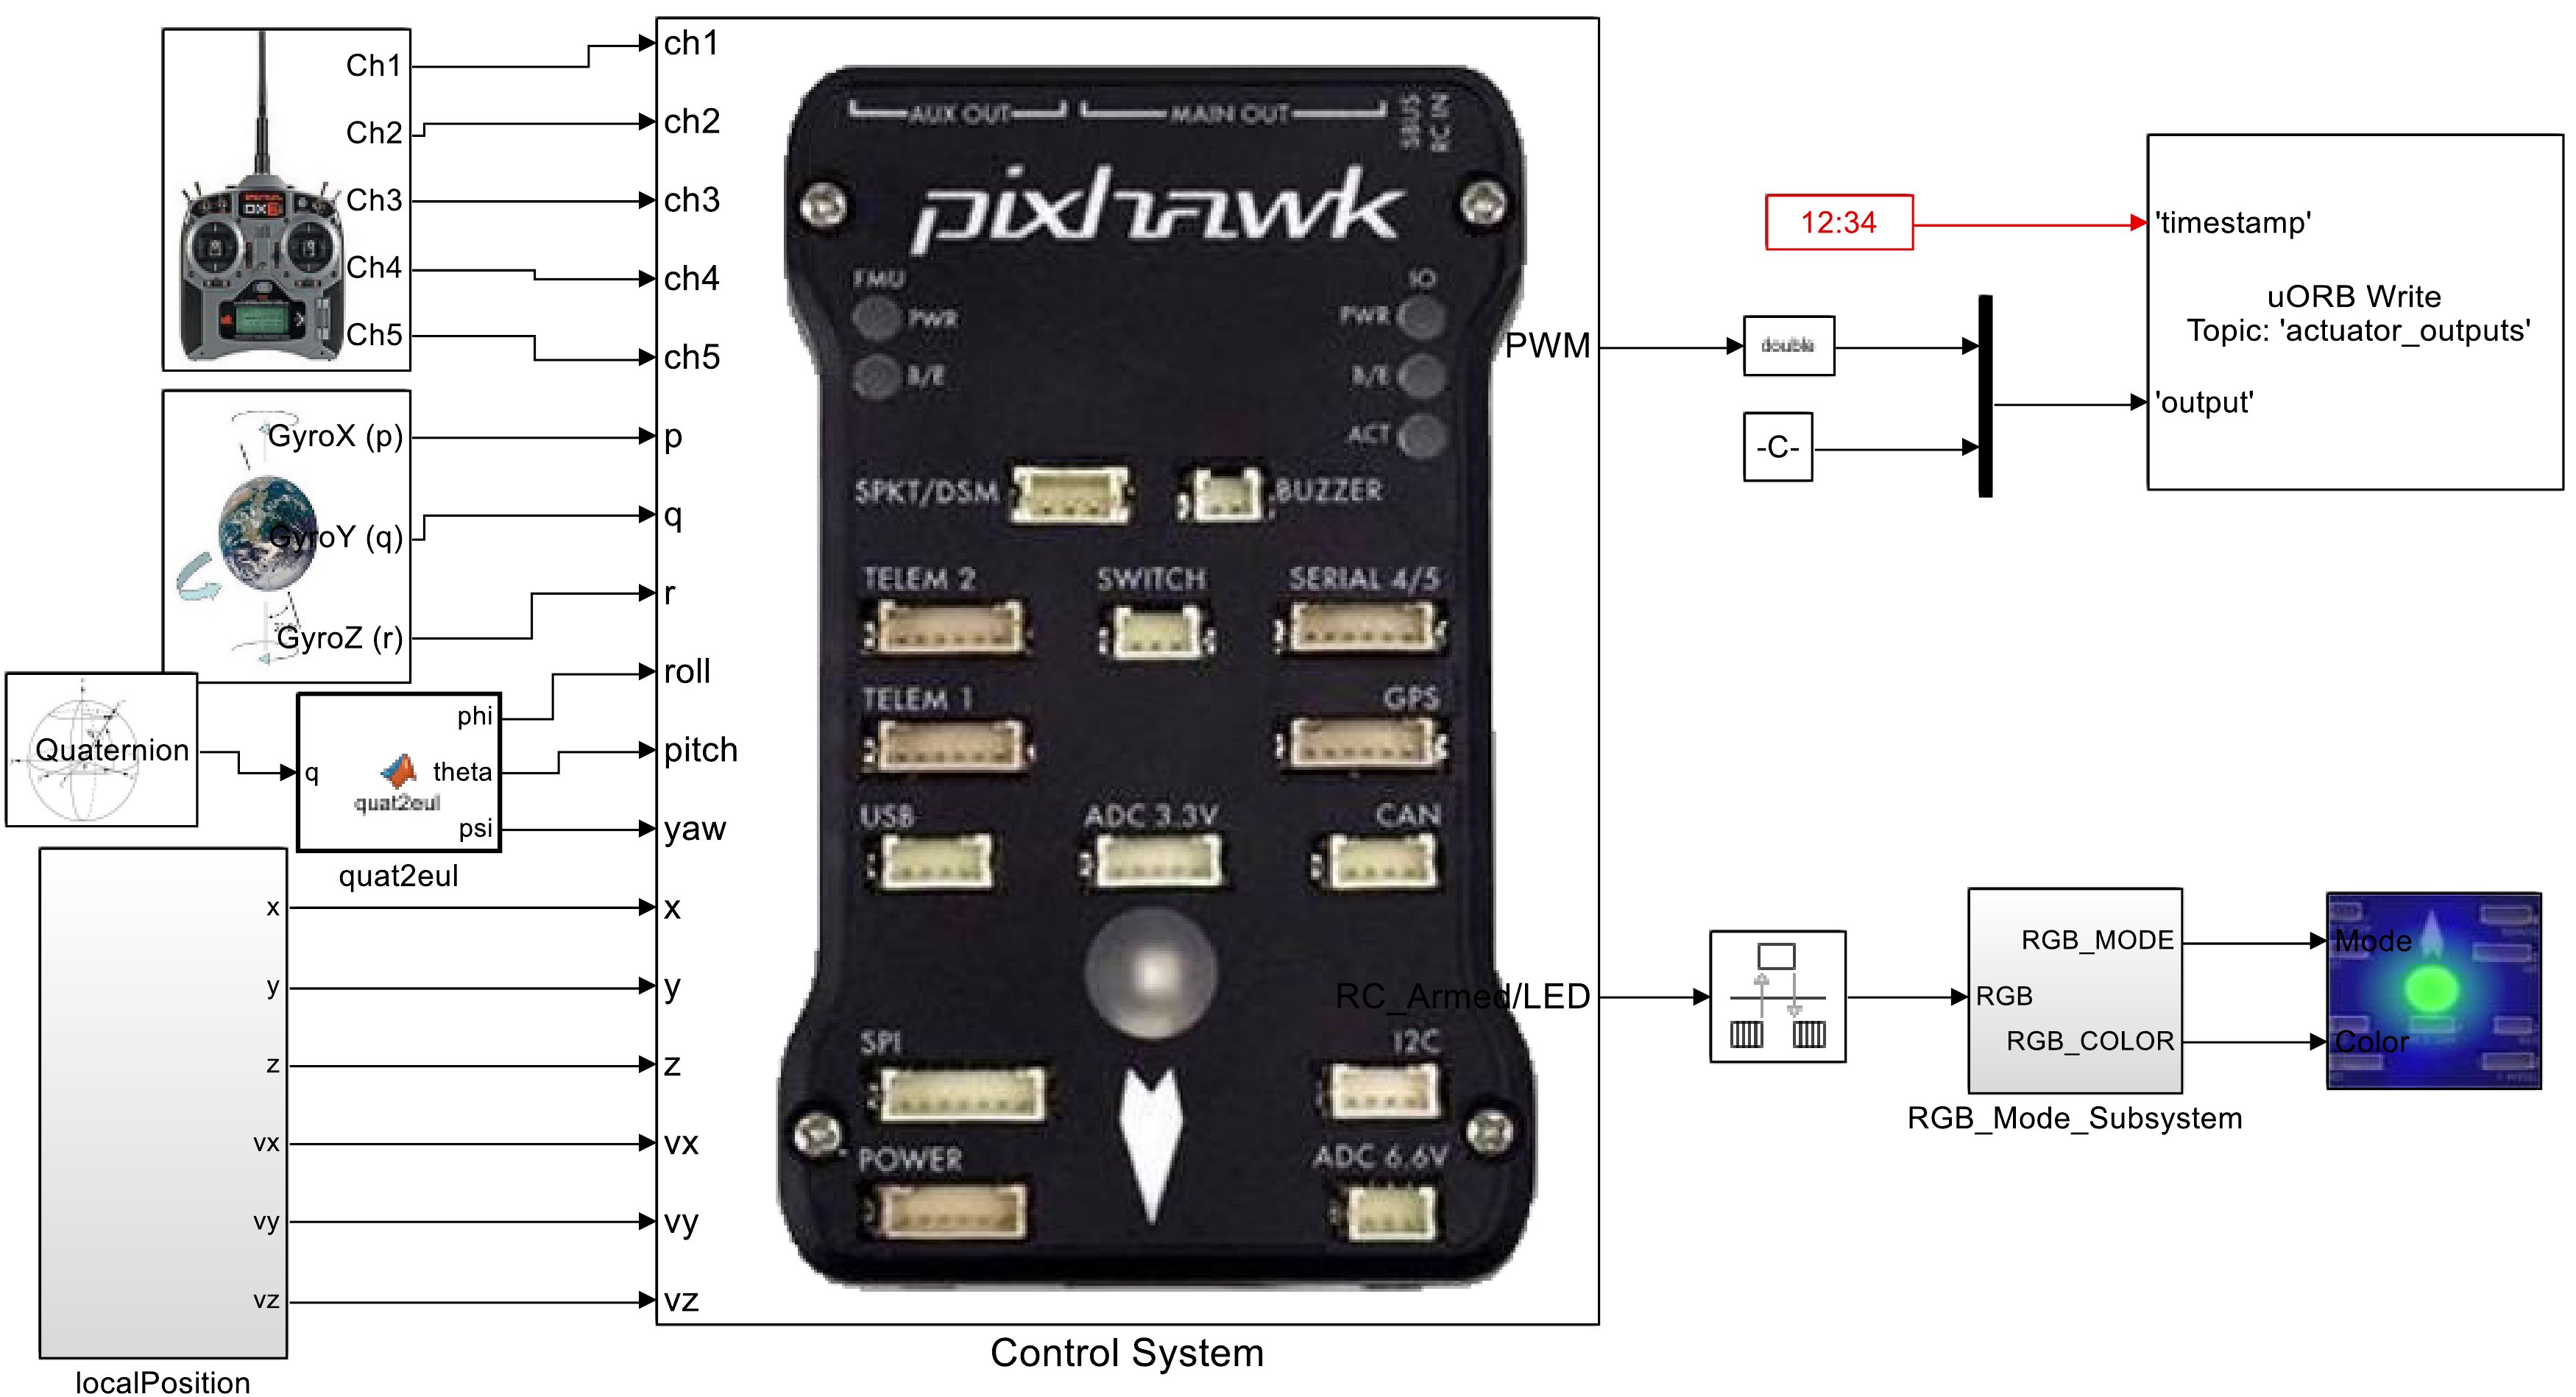 Ch1
Ch2
Ch3
Ch4
Ch5
GyroX (p)
GyroY (q)
GyroZ (r)
Quaternion
q
phi
theta
psi
quat2eul
quat2eul
x
y
z
vx
vy
vz
localPosition
ch1
ch2
ch3
ch4
ch5
p
q
r
roll
pitch
yaw
x
y
z
vx
vy
vz
AUX OUT
MAIN OUT
SBUS
RC IN
pixhawk
FMU
IO
PWR
PWR
B/E
B/E
ACT
SPKT/DSM
BUZZER
TELEM 2
SWITCH
SERIAL 4/5
TELEM 1
GPS
USB
ADC 3.3V
CAN
SPI
I2C
POWER
ADC 6.6V
PWM
RC_Armed/LED
Control System
12:34
double
-C-
'timestamp'
uORB Write
Topic: 'actuator_outputs'
'output'
RGB
RGB_MODE
RGB_COLOR
RGB_Mode_Subsystem
Mode
Color